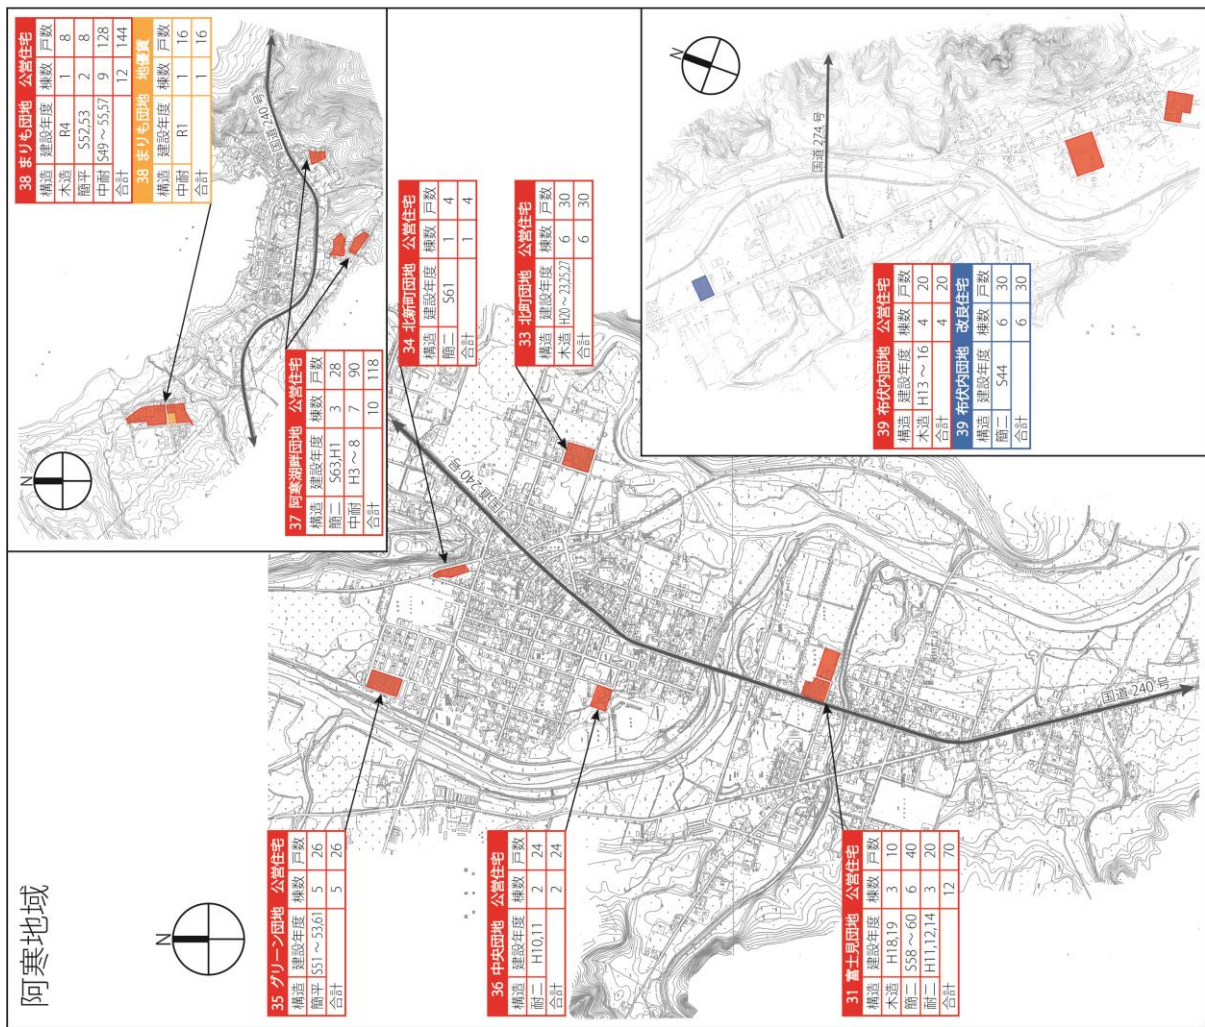 阿寒地域
N
35 グリーン団地 公営住宅
構造 建設年度 棟数 戸数
簡平 S51～53,61 5 26
合計 5 26
36 中央団地 公営住宅
構造 建設年度 棟数 戸数
耐二 H10,11 2 24
合計 2 24
31 富士見団地 公営住宅
構造 建設年度 棟数 戸数
木造 H18,19 3 10
簡二 S58～60 6 40
耐二 H11,12,14 3 20
合計 12 70
国道 240 号
国道 240 号
34 北新町団地 公営住宅
構造 建設年度 棟数 戸数
簡二 S61 1 4
合計 1 4
33 北町団地 公営住宅
構造 建設年度 棟数 戸数
木造 H20～23,25,27 6 30
合計 6 30
N
37 阿寒湖畔団地 公営住宅
構造 建設年度 棟数 戸数
簡二 S63,H1 3 28
中耐 H3～8 7 90
合計 10 118
38 まりも団地 公営住宅
構造 建設年度 棟数 戸数
木造 R4 1 8
簡平 S52,53 2 8
中耐 S49～55,57 9 128
合計 12 144
38 まりも団地 地優賃
構造 建設年度 棟数 戸数
中耐 R1 1 16
合計 1 16
国道 240 号
N
国道 274 号
39 布伏内団地 公営住宅
構造 建設年度 棟数 戸数
木造 H13～16 4 20
合計 4 20
39 布伏内団地 改良住宅
構造 建設年度 棟数 戸数
簡二 S44 6 30
合計 6 30